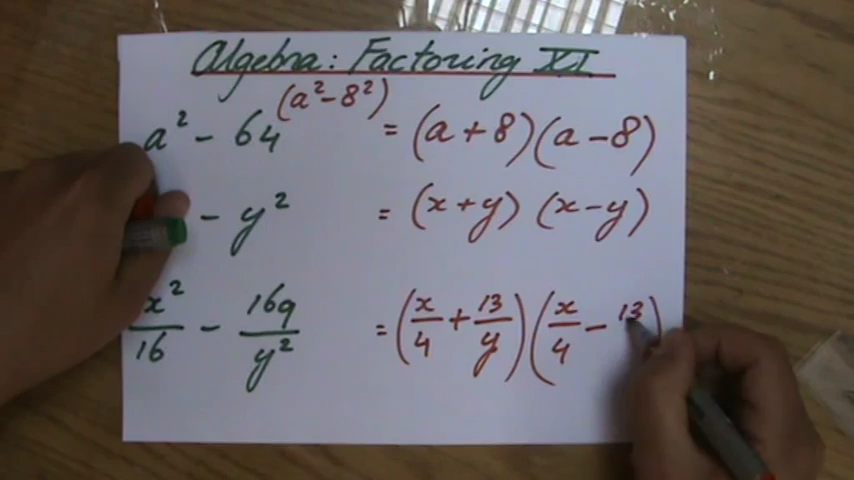 Algebra: Factoring XI
(a² - 8²)
a² - 64 = (a + 8)(a - 8)
- y² = (x + y) (x - y)
x²/16 - 169/y² = (x/4 + 13/y)(x/4 - 13)